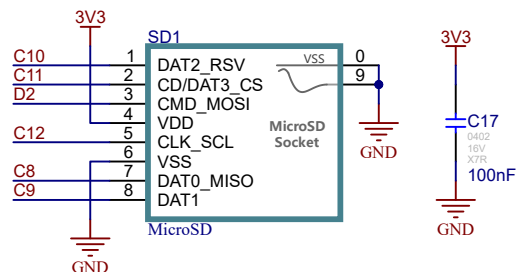 3V3
SD1
C10 1 DAT2_RSV VSS 0
C11 2 CD/DAT3_CS 9
D2 3 CMD_MOSI
4 VDD
C12 5 CLK_SCL
6 VSS
C8 7 DAT0_MISO
C9 8 DAT1
MicroSD
Socket
GND
MicroSD
GND
3V3
C17
0402
16V
X7R
100nF
GND